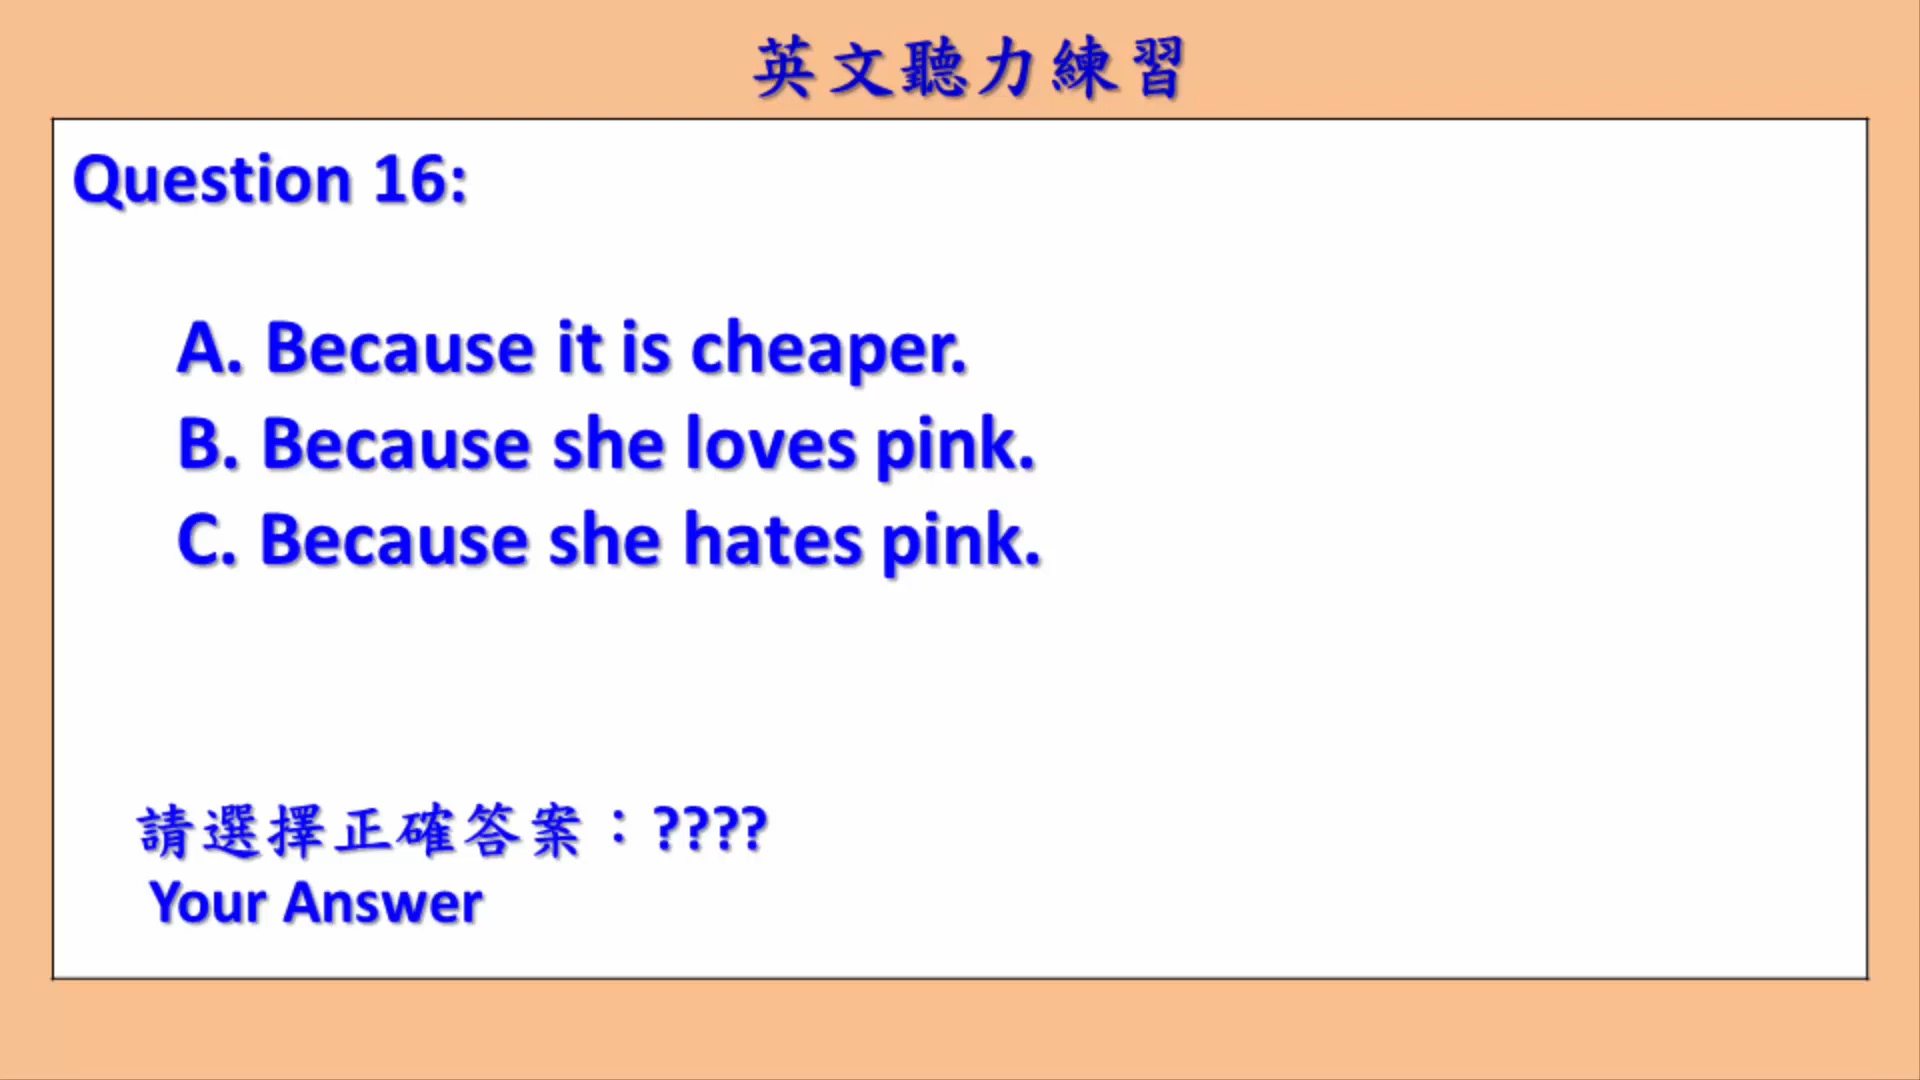 英文聽力練習
Question 16:
A. Because it is cheaper.
B. Because she loves pink.
C. Because she hates pink.
請選擇正確答案：????
Your Answer